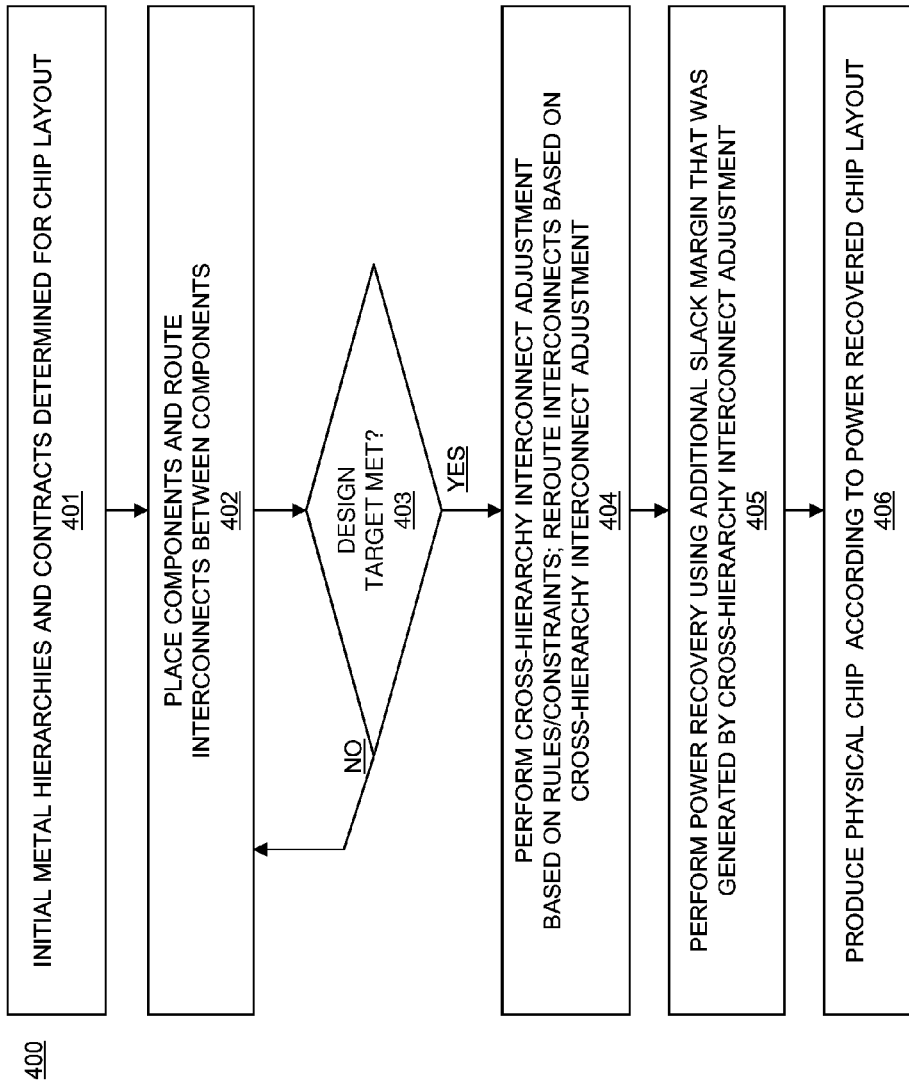 400
INITIAL METAL HIERARCHIES AND CONTRACTS DETERMINED FOR CHIP LAYOUT
401
PLACE COMPONENTS AND ROUTE
INTERCONNECTS BETWEEN COMPONENTS
402
DESIGN
TARGET MET?
403
NO
YES
PERFORM CROSS-HIERARCHY INTERCONNECT ADJUSTMENT
BASED ON RULES/CONSTRAINTS; REROUTE INTERCONNECTS BASED ON
CROSS-HIERARCHY INTERCONNECT ADJUSTMENT
404
PERFORM POWER RECOVERY USING ADDITIONAL SLACK MARGIN THAT WAS
GENERATED BY CROSS-HIERARCHY INTERCONNECT ADJUSTMENT
405
PRODUCE PHYSICAL CHIP ACCORDING TO POWER RECOVERED CHIP LAYOUT
406